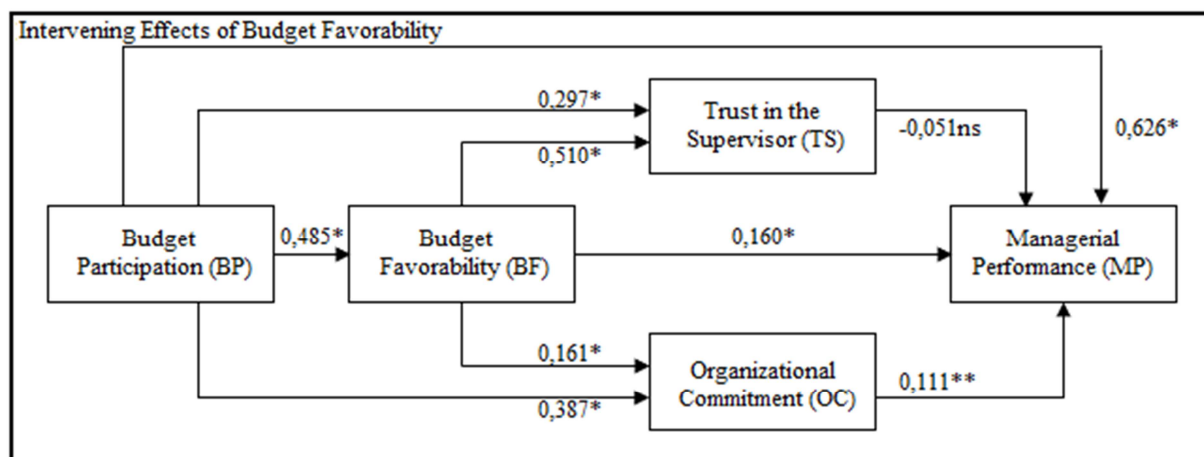 Intervening Effects of Budget Favorability
0,297*
Trust in the
Supervisor (TS)
-0,051ns
0,626*
0,510*
Budget
Participation (BP)
0,485*
Budget
Favorability (BF)
0,160*
Managerial
Performance (MP)
0,161*
Organizational
Commitment (OC)
0,111**
0,387*